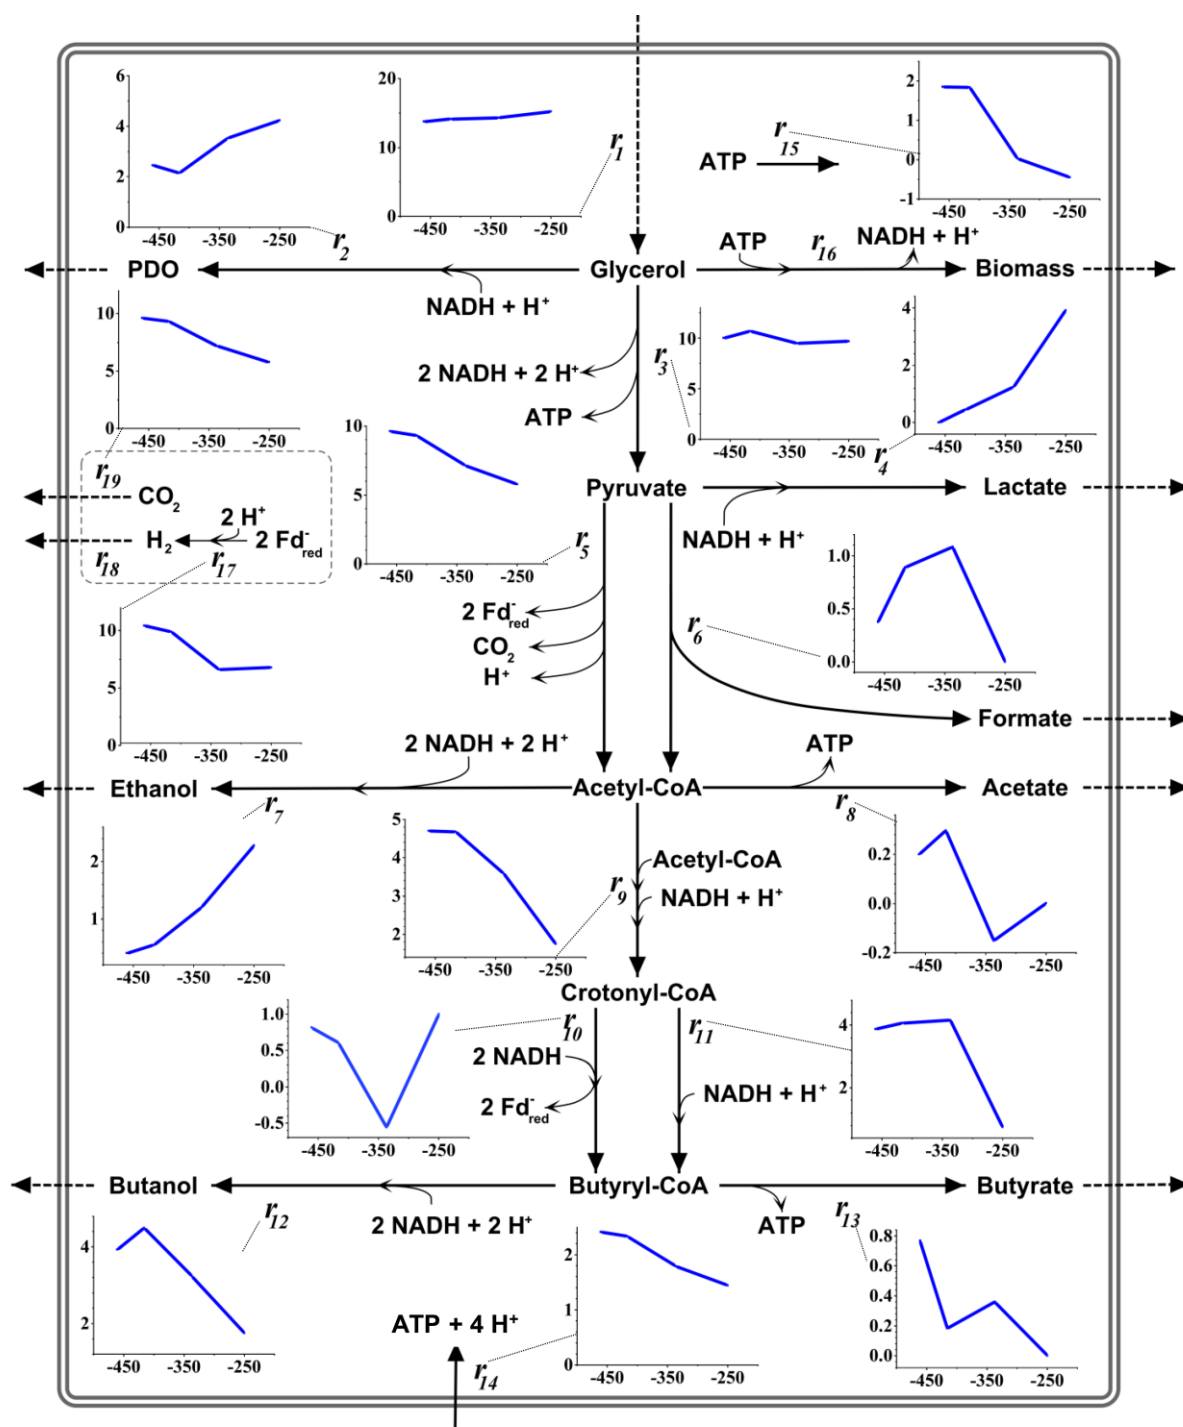 6
4
2
0
-450 -350 -250
r2
20
15
10
5
0
-450 -350 -250
r1
ATP
r15
2
1
0
-1
-450 -350 -250
PDO
NADH + H+
Glycerol
ATP
r16
NADH + H+
Biomass
10
5
0
-450 -350 -250
r19
2 NADH + 2 H+
ATP
r3
10
5
0
-450 -350 -250
4
2
0
-450 -350 -250
r4
CO2
H2
2 H+
2 Fd-red
r18
r17
10
5
0
-450 -350 -250
r5
Pyruvate
NADH + H+
Lactate
10
5
0
-450 -350 -250
2 Fd-red
CO2
H+
r6
1.0
0.5
0.0
-450 -350 -250
Formate
Ethanol
2 NADH + 2 H+
Acetyl-CoA
ATP
Acetate
r7
2
1
-450 -350 -250
5
4
3
2
-450 -350 -250
r9
Acetyl-CoA
NADH + H+
r8
0.2
0.0
-0.2
-450 -350 -250
Crotonyl-CoA
1.0
0.5
0.0
-0.5
-450 -350 -250
r10
2 NADH
2 Fd-red
r11
NADH + H+
4
2
-450 -350 -250
Butanol
2 NADH + 2 H+
Butyryl-CoA
ATP
Butyrate
r12
4
2
-450 -350 -250
ATP + 4 H+
r14
2
1
0
-450 -350 -250
r13
0.8
0.6
0.4
0.2
0.0
-450 -350 -250